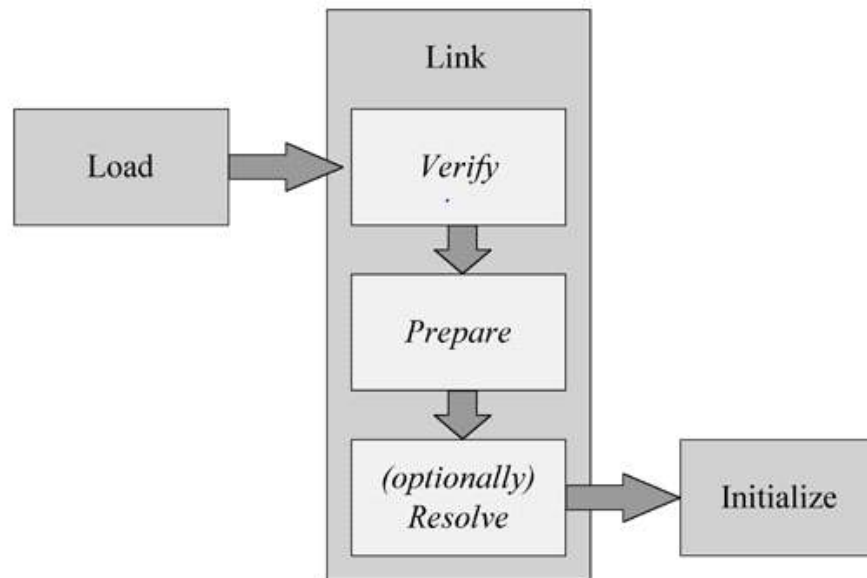 Link
Load
Verify
Prepare
(optionally)
Resolve
Initialize